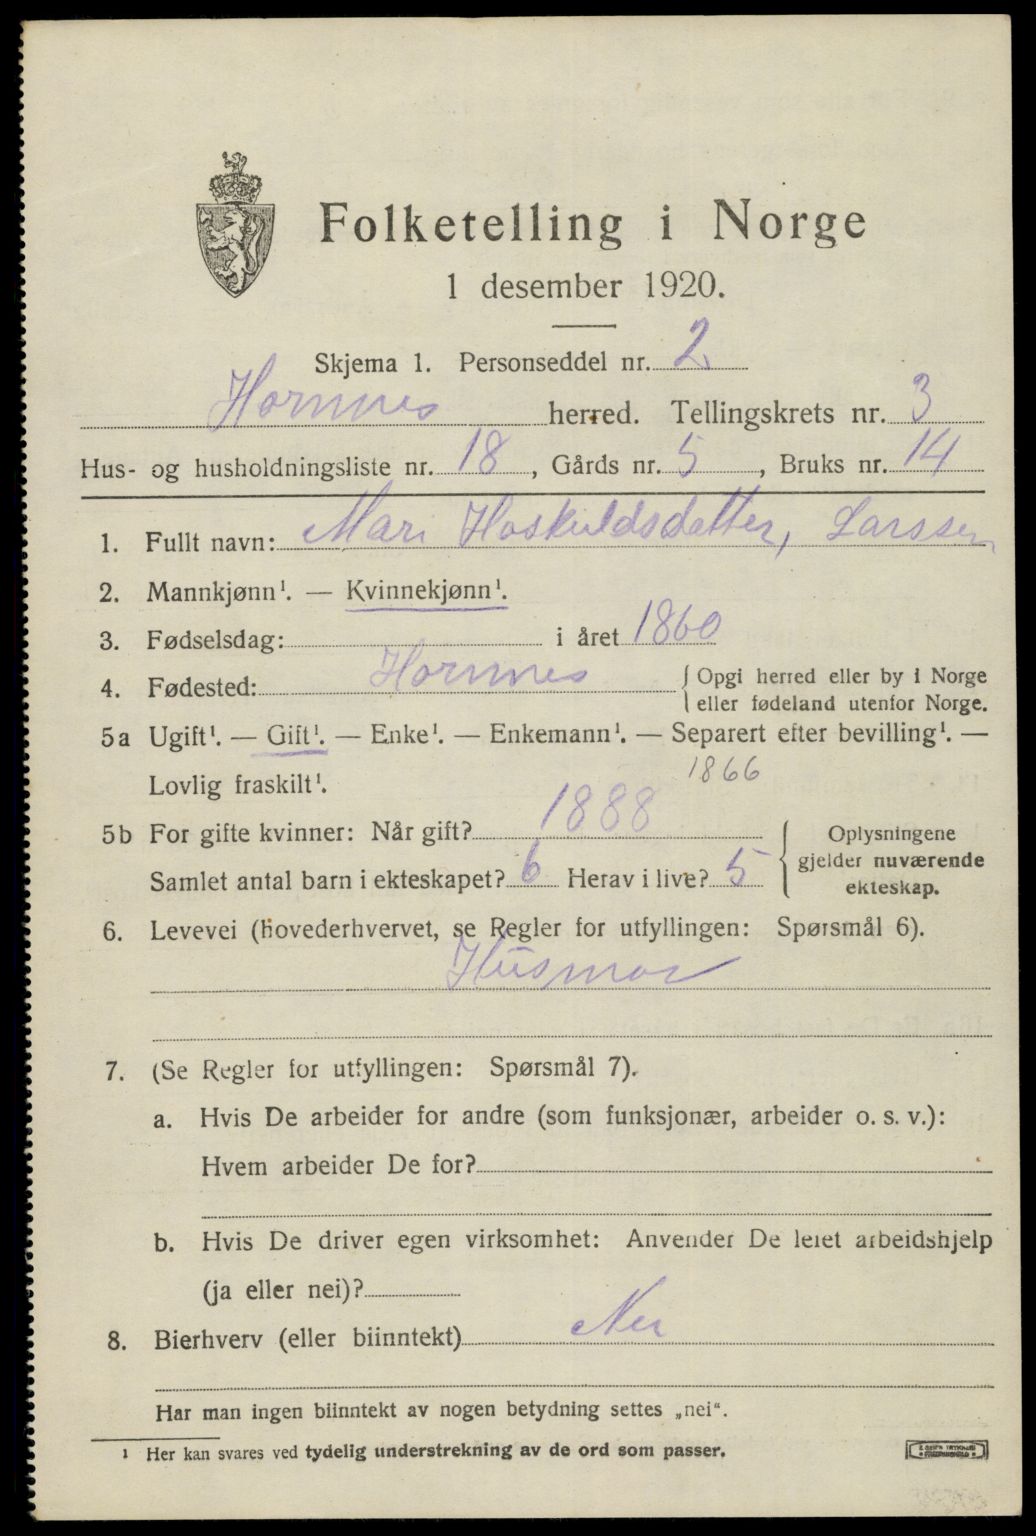 Folketelling i Norge
1 desember 1920.
Skjema 1. Personseddel nr. 2.
Hornnes herred. Tellingskrets nr. 3
Hus- og husholdningsliste nr. 18, Gårds nr. 5, Bruks nr. 14
1. Fullt navn: Mari Hoskuldsdatter, Larssen
2. Mannkjønn¹. — Kvinnekjønn¹.
3. Fødselsdag: i året 1860
4. Fødested: Hornnes { Opgi herred eller by i Norge
eller fødeland utenfor Norge.
5a Ugift¹. — Gift¹. — Enke¹. — Enkemann¹. — Separert efter bevilling¹. —
Lovlig fraskilt¹. 1866
5b For gifte kvinner: Når gift? 1888
Samlet antal barn i ekteskapet? 6 Herav i live? 5
{ Oplysningene
gjelder nuværende
ekteskap.
6. Levevei (hovederhvervet, se Regler for utfyllingen: Spørsmål 6).
Husmor
7. (Se Regler for utfyllingen: Spørsmål 7).
a. Hvis De arbeider for andre (som funksjonær, arbeider o. s. v.):
Hvem arbeider De for?
b. Hvis De driver egen virksomhet: Anvender De leiet arbeidshjelp
(ja eller nei)?
8. Bierhverv (eller biinntekt) Nei
Har man ingen biinntekt av nogen betydning settes „nei“.
¹ Her kan svares ved tydelig understrekning av de ord som passer.